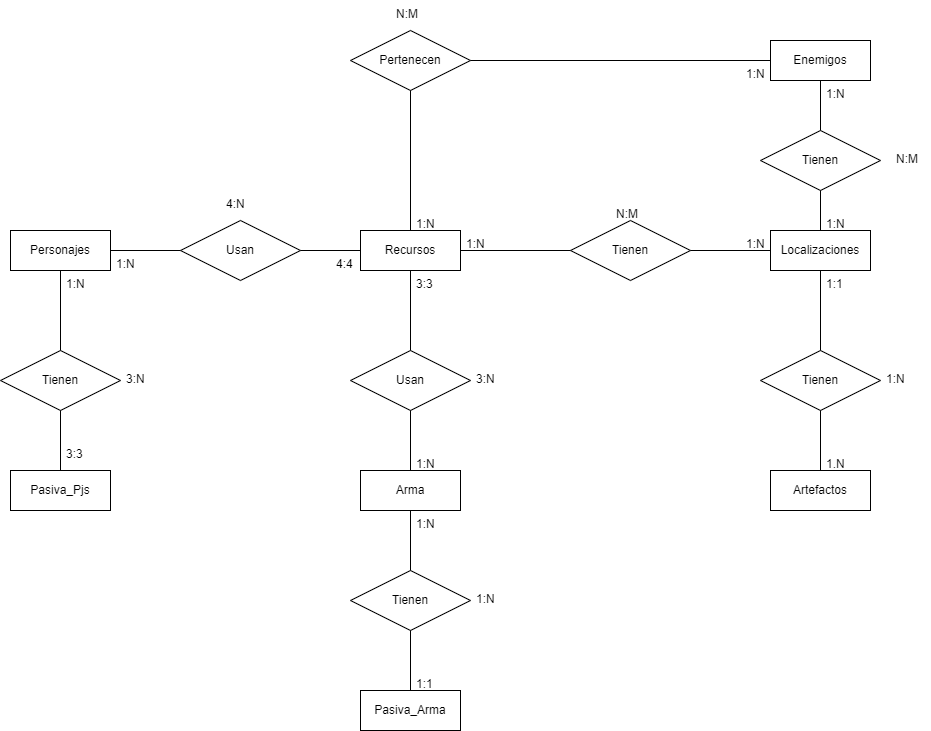 N:M
Pertenecen
Enemigos
1:N
1:N
Tienen
N:M
4:N
N:M
1:N
1:N
Personajes
Usan
Recursos
1:N
Tienen
1:N
Localizaciones
1:N
4:4
1:N
3:3
1:1
Tienen
3:N
Usan
3:N
Tienen
1:N
3:3
1:N
1.N
Pasiva_Pjs
Arma
Artefactos
1:N
Tienen
1:N
1:1
Pasiva_Arma